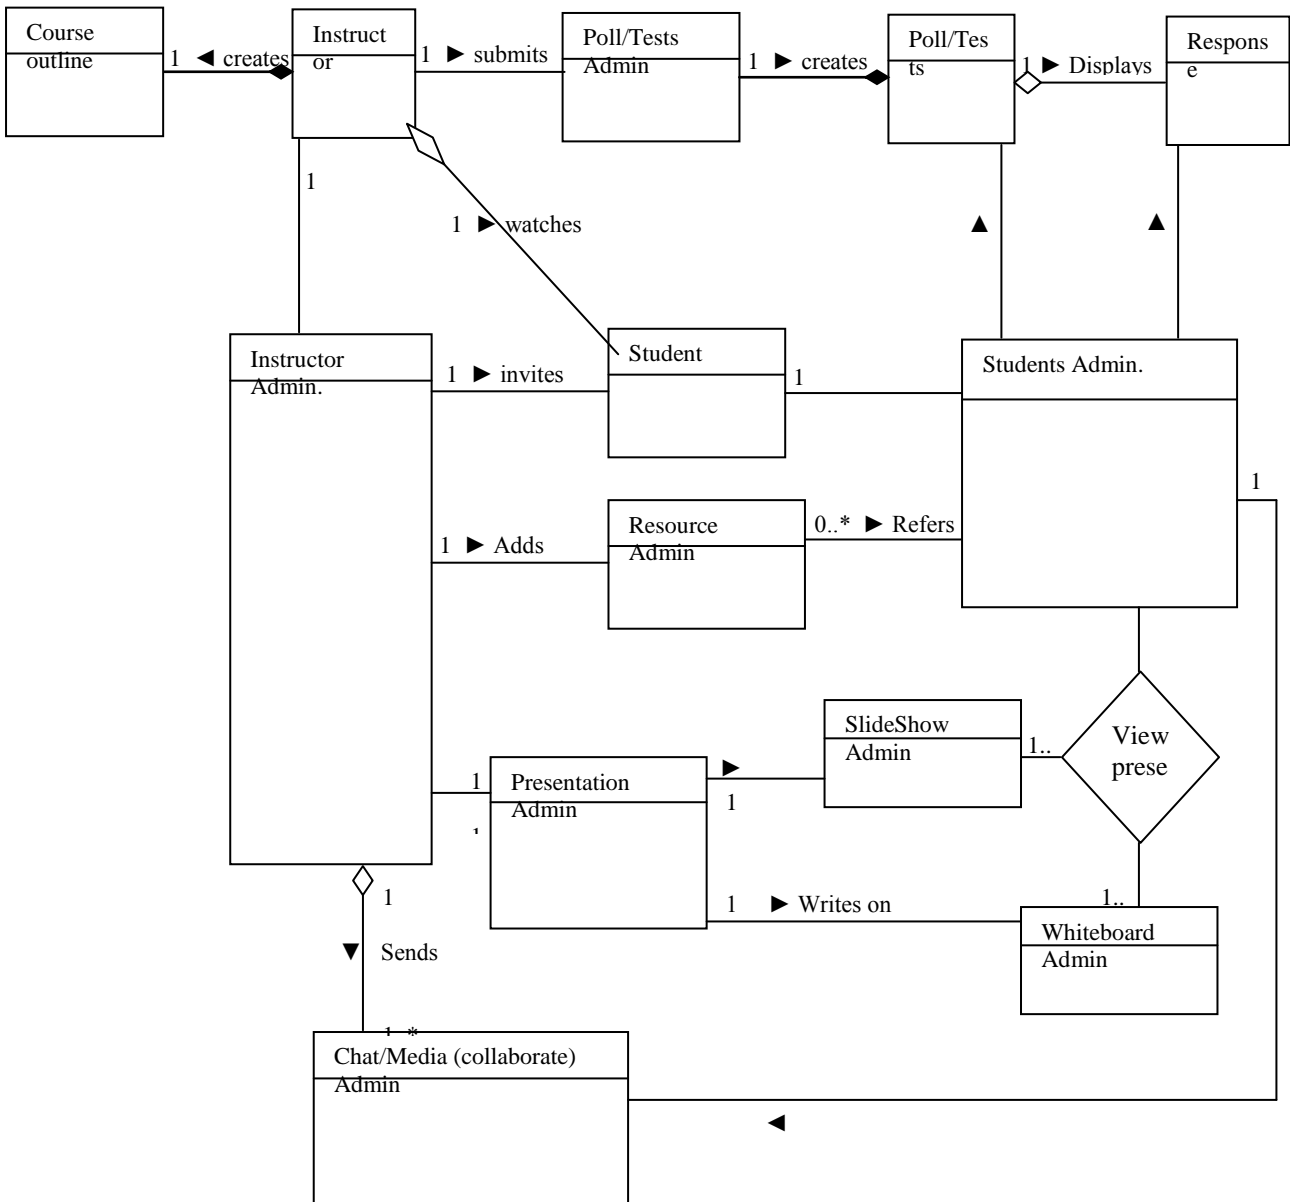 Course
outline
1 ◄ creates
Instruct
or
1 ► submits
Poll/Tests
Admin
1 ► creates
Poll/Tes
ts
1 ► Displays
Respons
e
1
1 ► watches
▲
▲
Instructor
Admin.
1 ► invites
Student
1
Students Admin.
1
1 ► Adds
Resource
Admin
0..* ► Refers
SlideShow
Admin
1..
View
prese
1
Presentation
Admin
►
1
1
1 ► Writes on
1..
Whiteboard
Admin
1
▼ Sends
1..*
Chat/Media (collaborate)
Admin
◄